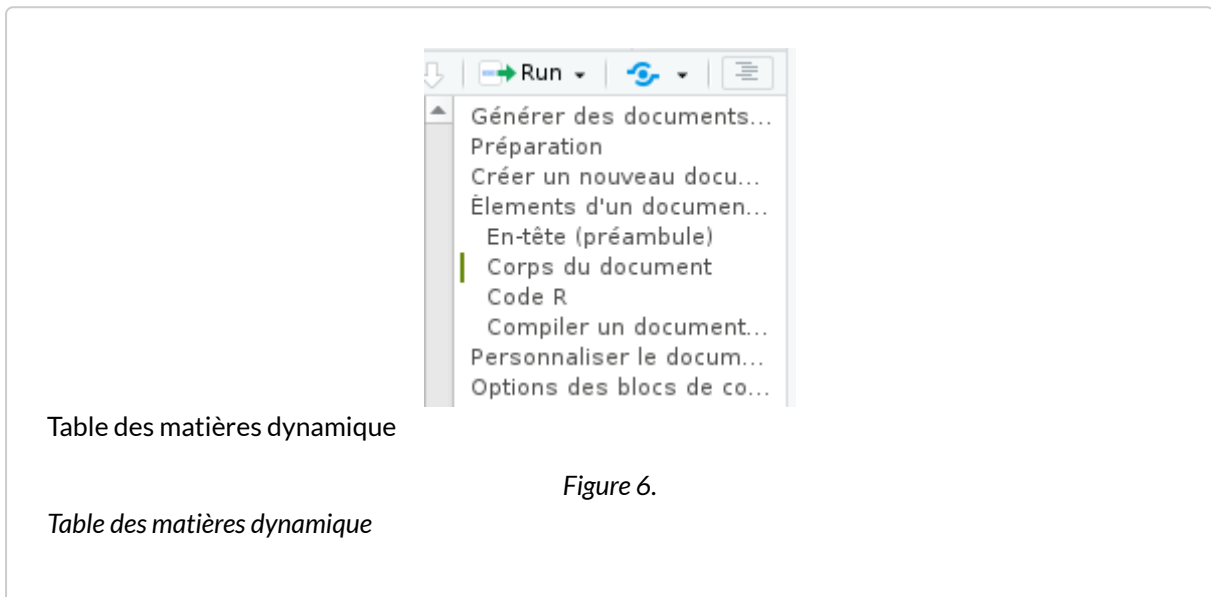 Run
Générer des documents...
Préparation
Créer un nouveau docu...
Élements d'un documen...
En-tête (préambule)
Corps du document
Code R
Compiler un document...
Personnaliser le docum...
Options des blocs de co...
Table des matières dynamique
Figure 6.
Table des matières dynamique